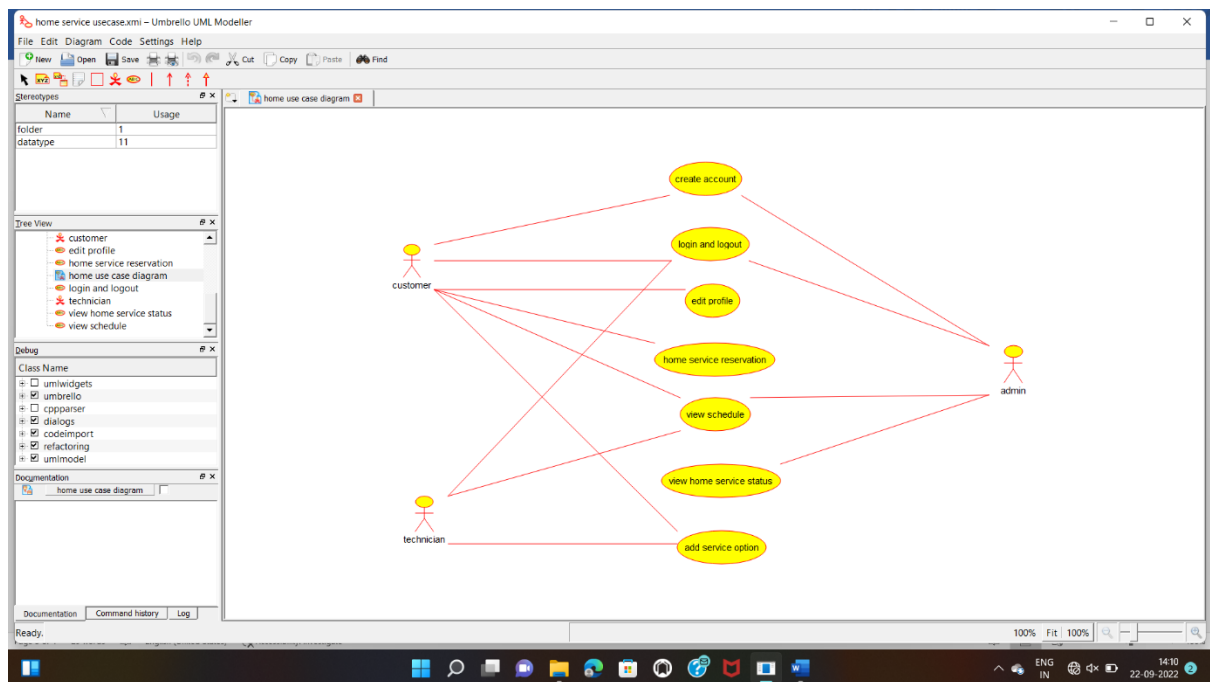 home service usecase.xmi – Umbrello UML Modeller
File Edit Diagram Code Settings Help
New Open Save Cut Copy Paste Find
XYZ
Stereotypes
Name Usage
folder 1
datatype 11
Tree View
customer
edit profile
home service reservation
home use case diagram
login and logout
technician
view home service status
view schedule
Debug
Class Name
umlwidgets
umbrello
cppparser
dialogs
codeimport
refactoring
umlmodel
Documentation
home use case diagram
Documentation Command history Log
home use case diagram
create account
login and logout
customer
edit profile
home service reservation
admin
view schedule
view home service status
technician
add service option
Ready.
100% Fit 100%
ENG
IN
14:10
22-09-2022
2